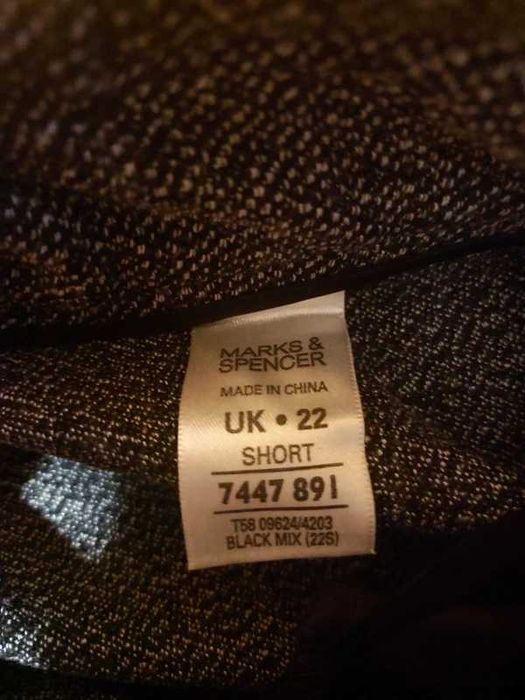 MARKS &
SPENCER
MADE IN CHINA
UK • 22
SHORT
7447 891
T58 09624/4203
BLACK MIX (22S)